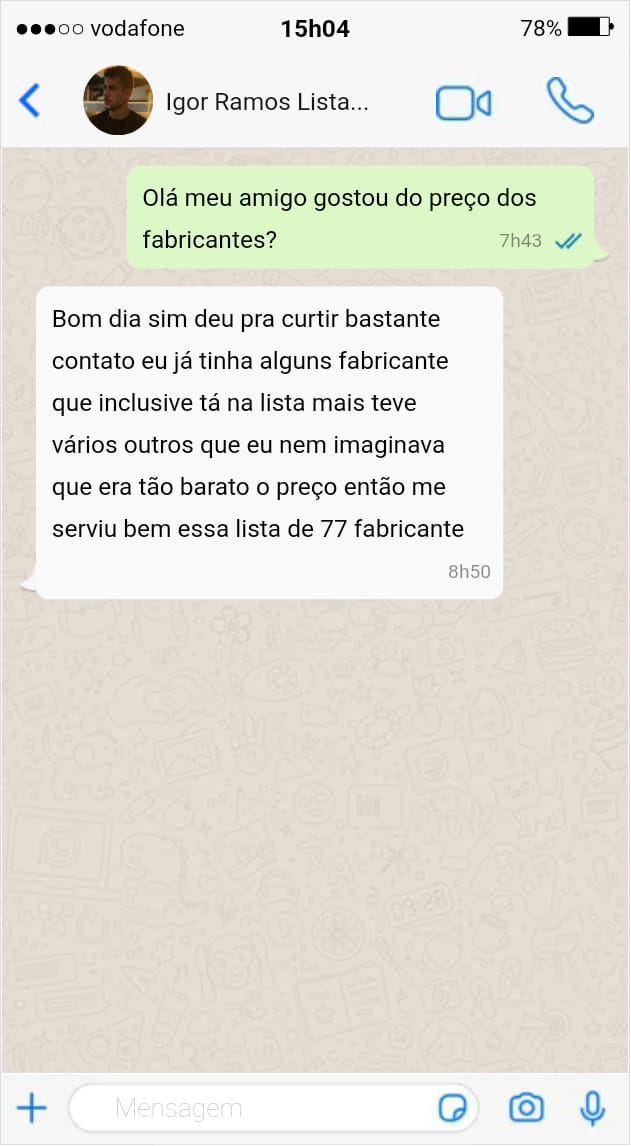 vodafone 15h04 78%
Igor Ramos Lista...
Olá meu amigo gostou do preço dos
fabricantes?
7h43
Bom dia sim deu pra curtir bastante
contato eu já tinha alguns fabricante
que inclusive tá na lista mais teve
vários outros que eu nem imaginava
que era tão barato o preço então me
serviu bem essa lista de 77 fabricante
8h50
09:28
Mensagem